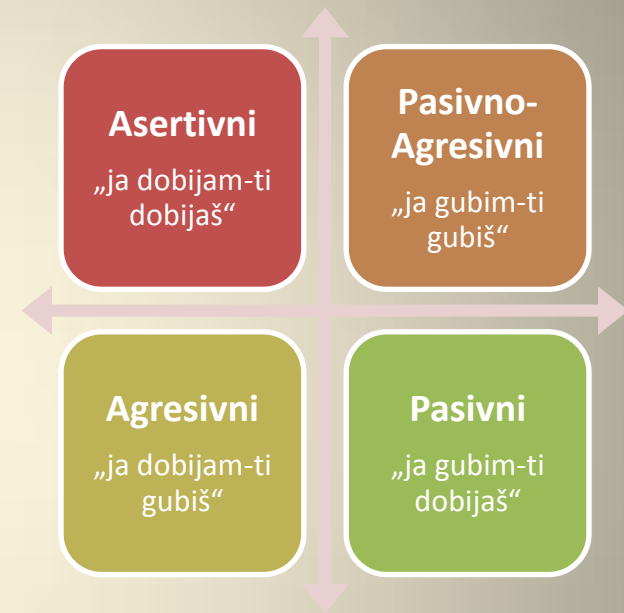 Asertivni
„ja dobijam-ti
dobijaš“
Pasivno-
Agresivni
„ja gubim-ti
gubiš“
Agresivni
„ja dobijam-ti
gubiš“
Pasivni
„ja gubim-ti
dobijaš“